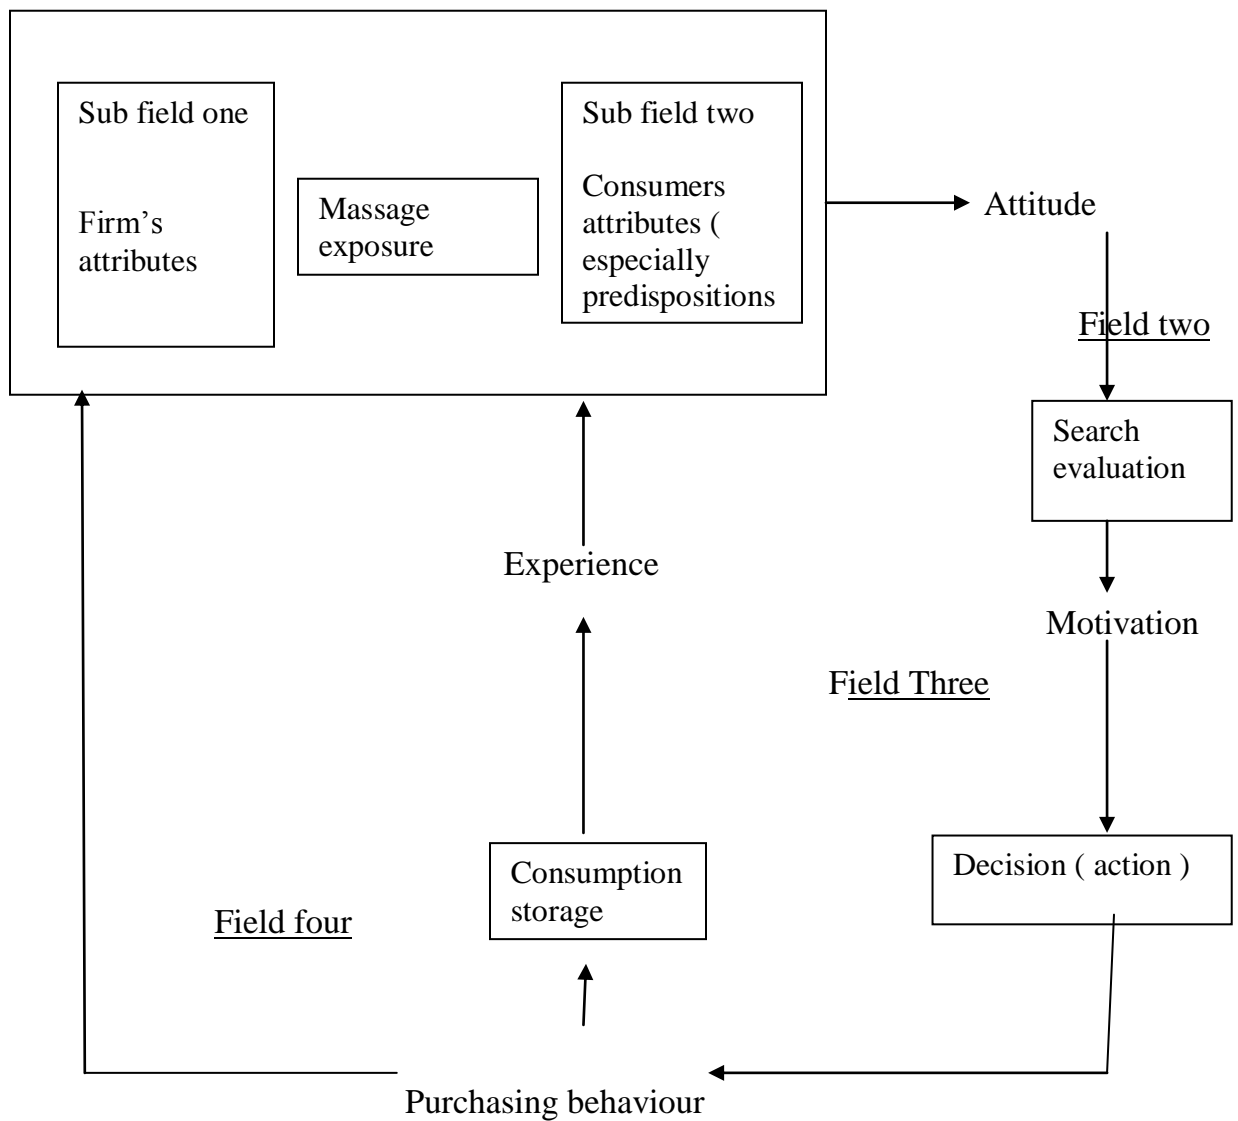 Sub field one
Firm’s
attributes
Massage
exposure
Sub field two
Consumers
attributes (
especially
predispositions
Attitude
Field two
Search
evaluation
Experience
Motivation
Field Three
Consumption
storage
Decision ( action )
Field four
Purchasing behaviour